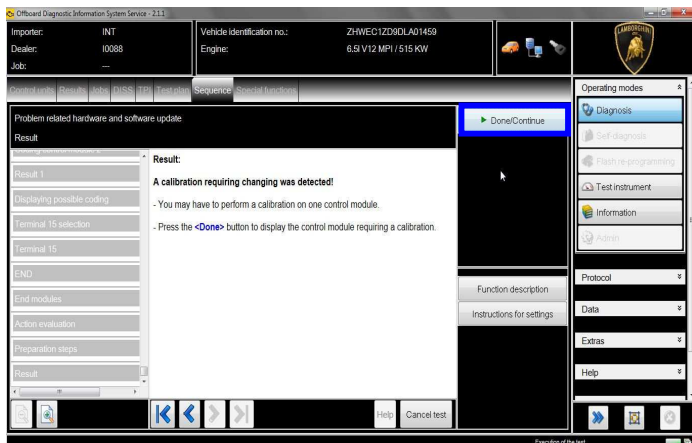 Offboard Diagnostic Information System Service - 2.1.1
Importer: INT
Dealer: I0088
Job: ---
Vehicle identification no.: ZHWEC1ZD9DLA01459
Engine: 6.5l V12 MPI / 515 KW
LAMBORGHINI
Control units Results Jobs DISS TPI Test plan Sequence Special functions
Problem related hardware and software update
Result
Result 1
Displaying possible coding
Terminal 15 selection
Terminal 15
END
End modules
Action evaluation
Preparation steps
Result
Result:
A calibration requiring changing was detected!
- You may have to perform a calibration on one control module.
- Press the <Done> button to display the control module requiring a calibration.
Help
Cancel test
Done/Continue
Function description
Instructions for settings
Operating modes
Diagnosis
Self-diagnosis
Flash re-programming
Test instrument
Information
Admin
Protocol
Data
Extras
Help
Execution of the test